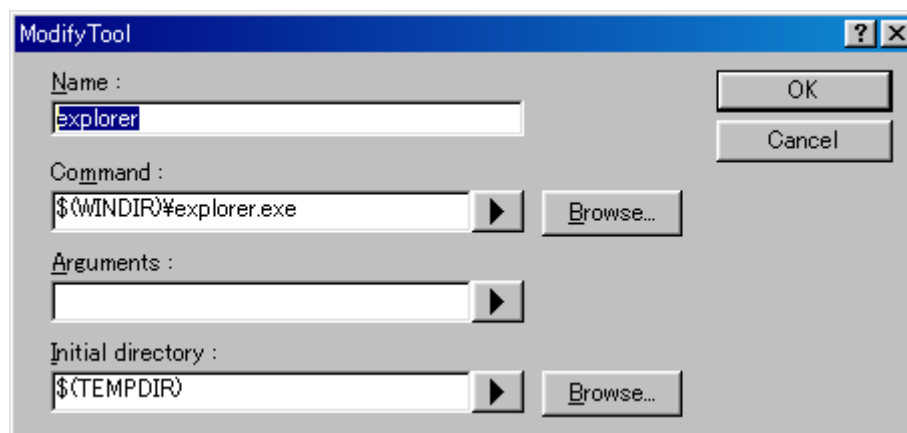 ModifyTool
Name :
explorer
OK
Cancel
Command :
$(WINDIR)¥explorer.exe
Browse...
Arguments :
Initial directory :
$(TEMPDIR)
Browse...